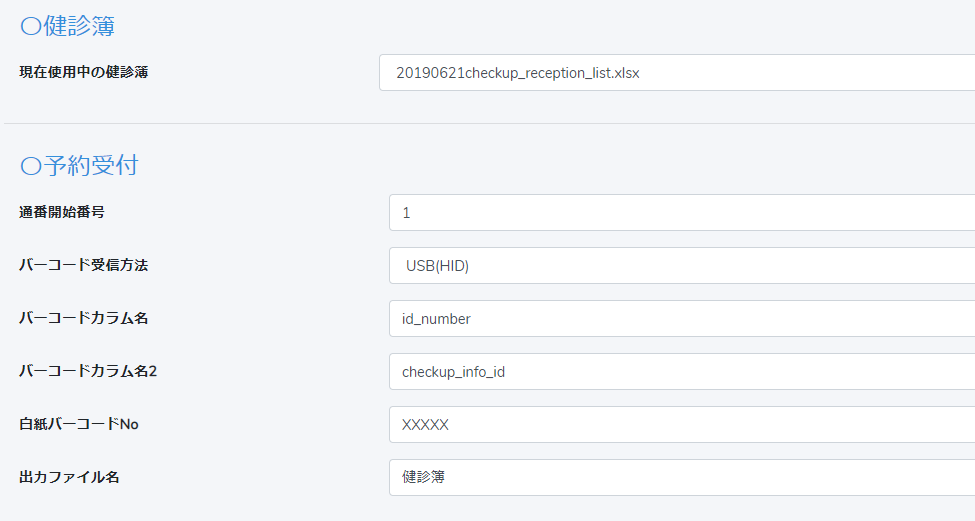 〇健診簿
現在使用中の健診簿 20190621checkup_reception_list.xlsx
〇予約受付
通番開始番号 1
バーコード受信方法 USB(HID)
バーコードカラム名 id_number
バーコードカラム名2 checkup_info_id
白紙バーコードNo XXXXX
出力ファイル名 健診簿